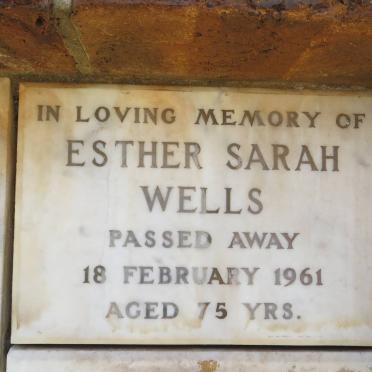 IN LOVING MEMORY OF
ESTHER SARAH
WELLS
PASSED AWAY
18 FEBRUARY 1961
AGED 75 YRS.